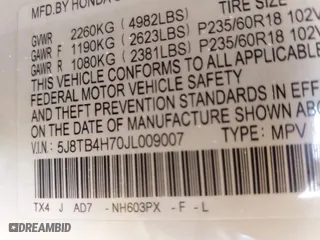 MFD.BY HONDA
TIRE SIZE
GVWR 2260KG (4982LBS)
GAWR F 1190KG (2623LBS) P235/60R18 102V
GAWR R 1080KG (2381LBS) P235/60R18 102V
THIS VEHICLE CONFORMS TO ALL APPLICABLE
FEDERAL MOTOR VEHICLE SAFETY
AND THEFT PREVENTION STANDARDS IN EFFECT
ON THE DATE OF MANUFACTURE SHOWN
V.I.N.: 5J8TB4H70JL009007 TYPE: MPV
TX4 J AD7 - NH603PX - F - L
DREAMBID